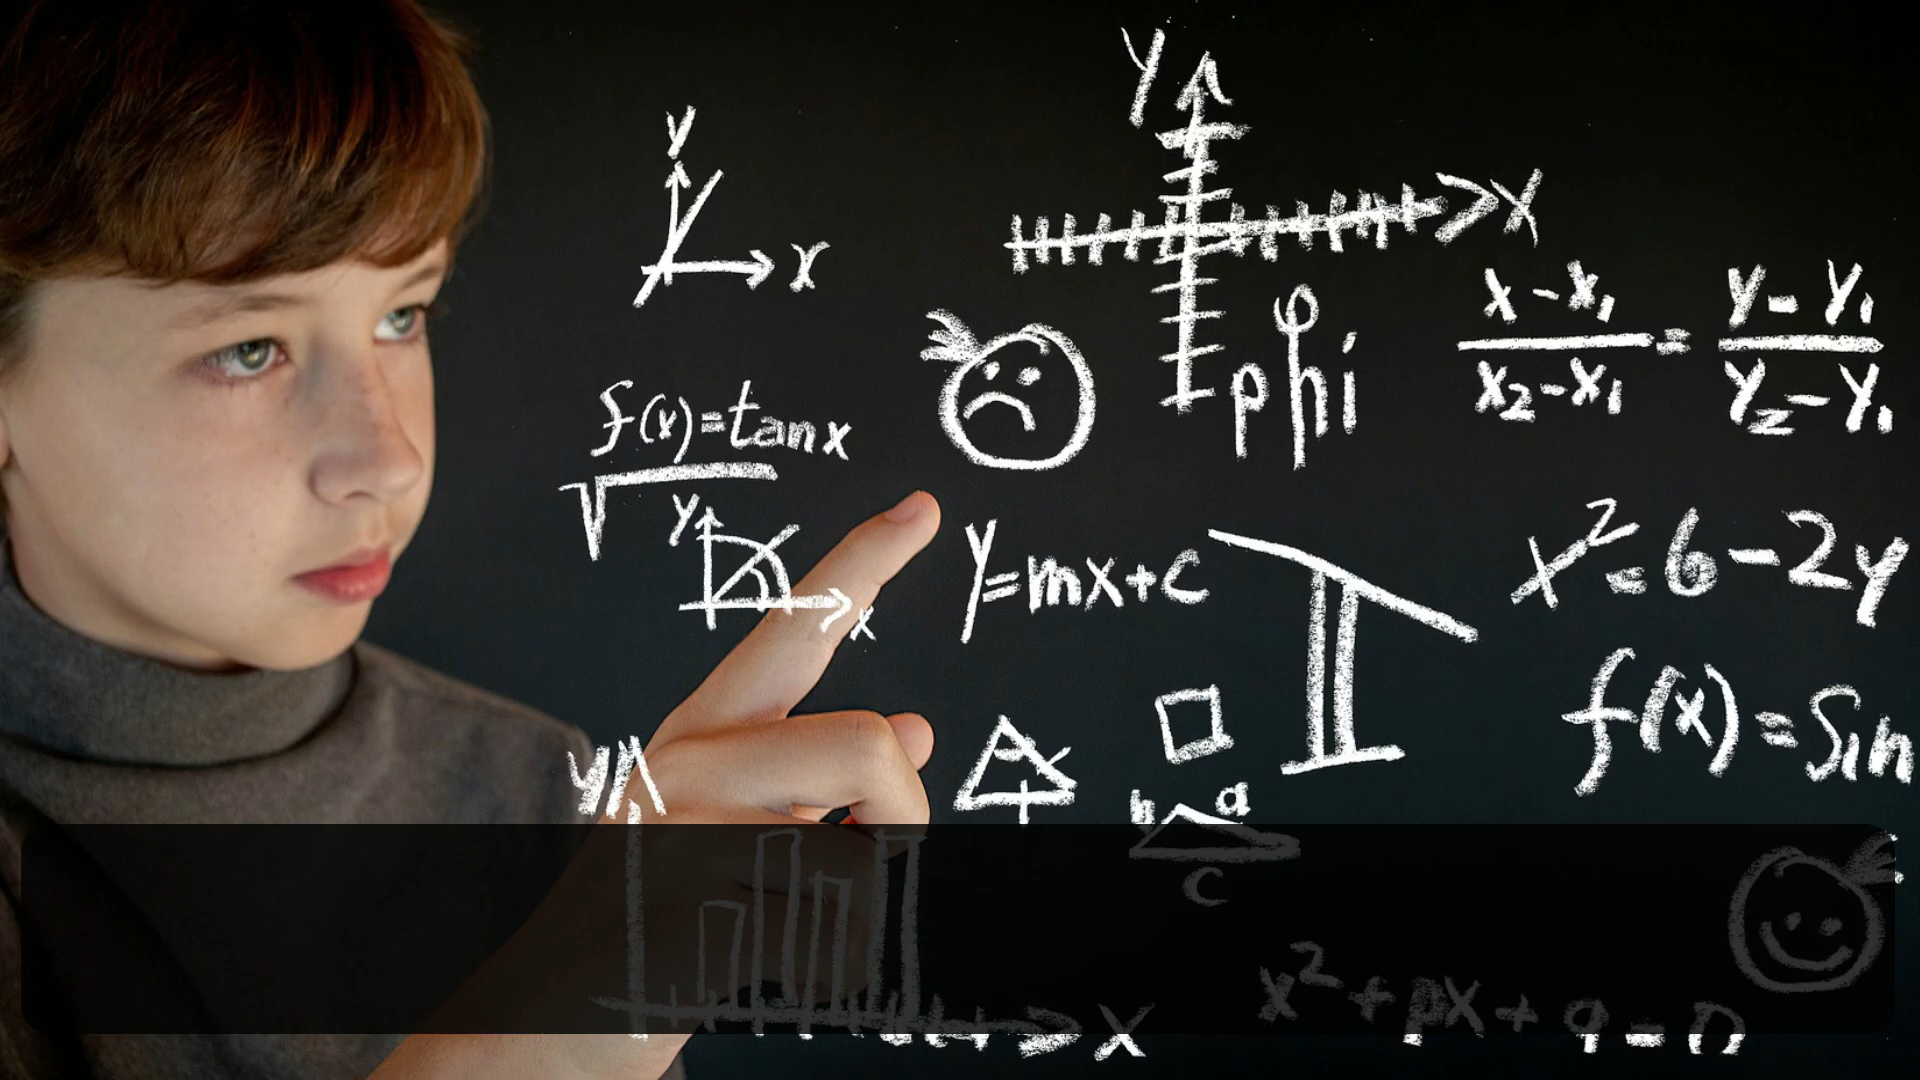 y
x
y
x
φ
phi
x-x₁/x₂-x₁ = y-y₁/y₂-y₁
f(x)=tanx
√
y
x
y=mx+c
x²=6-2y
f(x)=Sin
y
a
c
x
x²+px+q=0